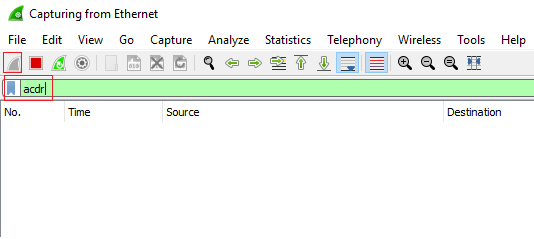 Capturing from Ethernet
File Edit View Go Capture Analyze Statistics Telephony Wireless Tools Help
acdr
No. Time Source Destination